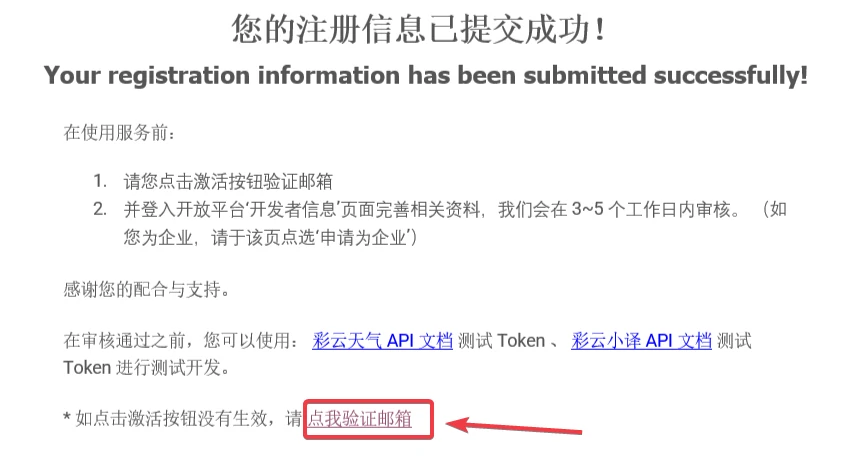 您的注册信息已提交成功！
Your registration information has been submitted successfully!
在使用服务前：
1. 请您点击激活按钮验证邮箱
2. 并登入开放平台‘开发者信息’页面完善相关资料，我们会在 3~5 个工作日内审核。（如
您为企业，请于该页点选‘申请为企业’）
感谢您的配合与支持。
在审核通过之前，您可以使用： 彩云天气 API 文档 测试 Token 、 彩云小译 API 文档 测试
Token 进行测试开发。
* 如点击激活按钮没有生效，请 点我验证邮箱